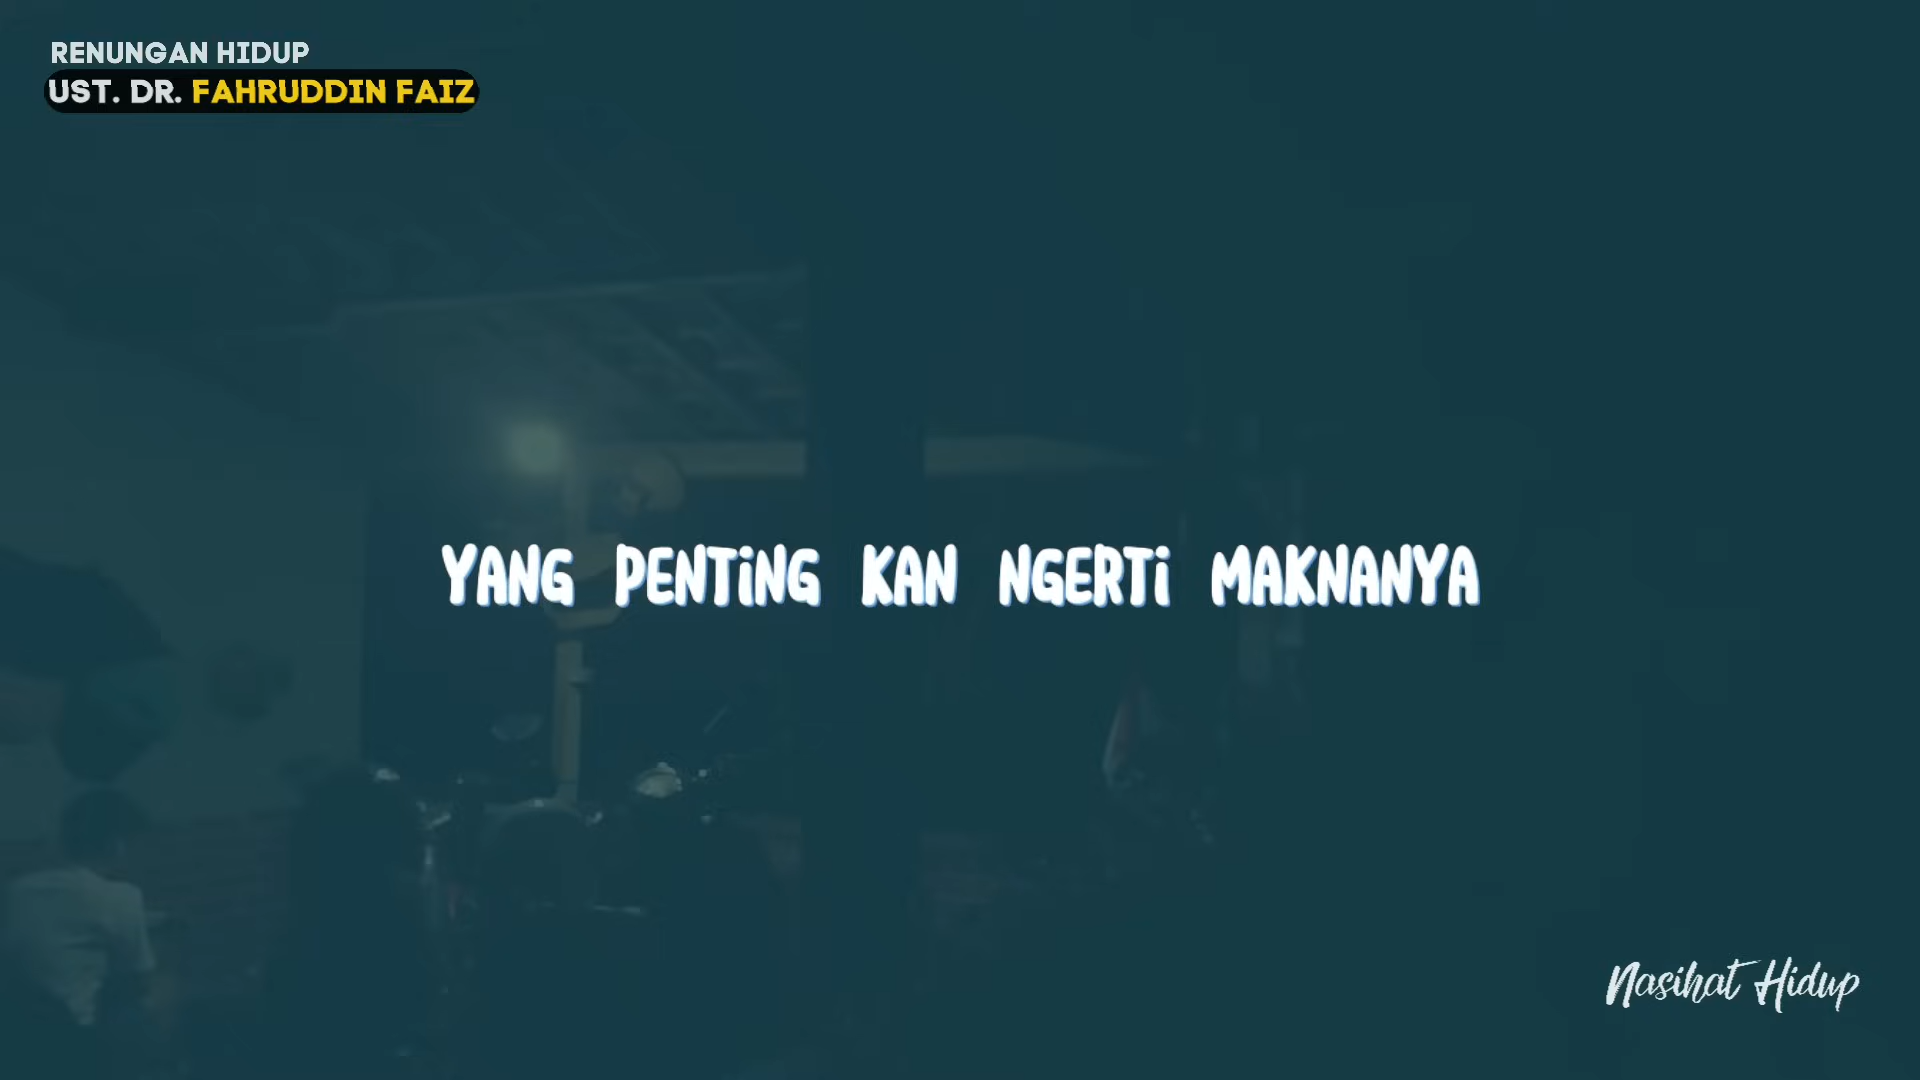 RENUNGAN HIDUP
UST. DR. FAHRUDDIN FAIZ
YANG PENTING KAN NGERTI MAKNANYA
Nasihat Hidup